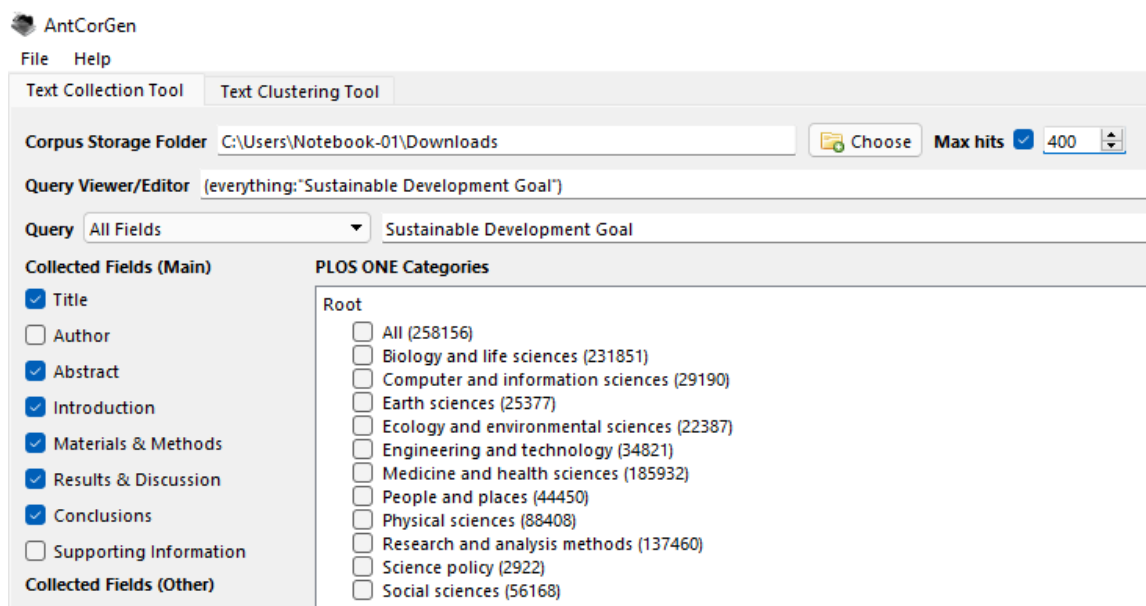 AntCorGen
File Help
Text Collection Tool Text Clustering Tool
Corpus Storage Folder C:\Users\Notebook-01\Downloads Choose Max hits 400
Query Viewer/Editor (everything:"Sustainable Development Goal")
Query All Fields Sustainable Development Goal
Collected Fields (Main) PLOS ONE Categories
Title
Author
Abstract
Introduction
Materials & Methods
Results & Discussion
Conclusions
Supporting Information
Collected Fields (Other)
Root
All (258156)
Biology and life sciences (231851)
Computer and information sciences (29190)
Earth sciences (25377)
Ecology and environmental sciences (22387)
Engineering and technology (34821)
Medicine and health sciences (185932)
People and places (44450)
Physical sciences (88408)
Research and analysis methods (137460)
Science policy (2922)
Social sciences (56168)